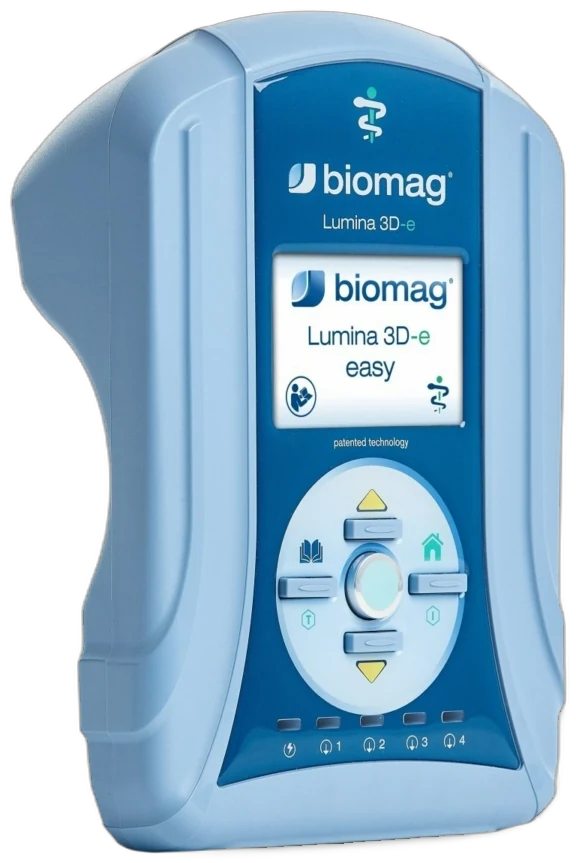 biomag®
Lumina 3D-e
biomag®
Lumina 3D-e
easy
patented technology
T I
1 2 3 4